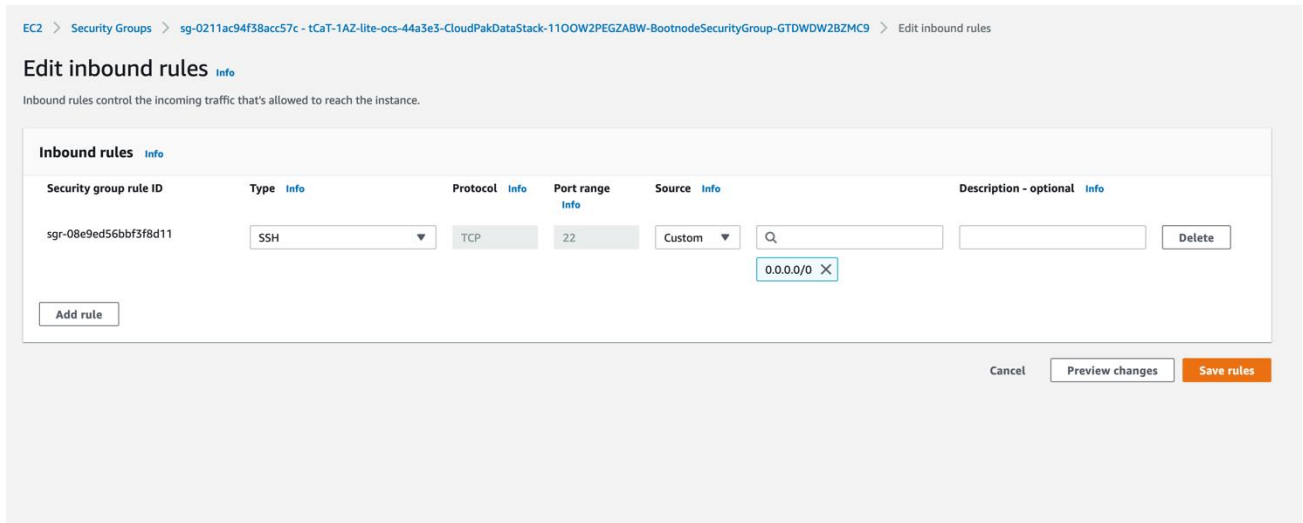 EC2 > Security Groups > sg-0211ac94f38acc57c - tCaT-1AZ-lite-ocs-44a3e3-CloudPakDataStack-11OOW2PEGZABW-BootnodeSecurityGroup-GTDWDW2BZMC9 > Edit inbound rules
Edit inbound rules Info
Inbound rules control the incoming traffic that's allowed to reach the instance.
Inbound rules Info
Security group rule ID Type Info Protocol Info Port range Info Source Info Description - optional Info
sgr-08e9ed56bbf3f8d11 SSH TCP 22 Custom Delete
0.0.0.0/0
Add rule
Cancel Preview changes Save rules